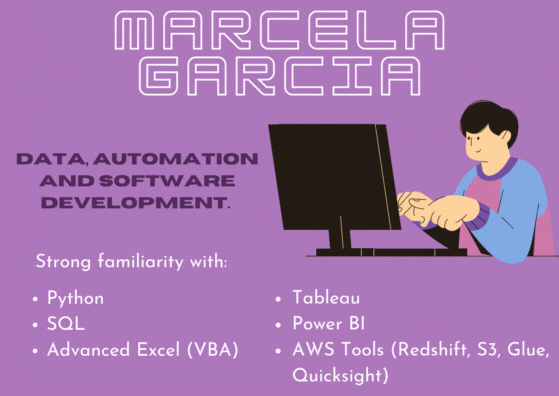 MARCELA
GARCIA
DATA, AUTOMATION
AND SOFTWARE
DEVELOPMENT.
Strong familiarity with:
• Python
• SQL
• Advanced Excel (VBA)
• Tableau
• Power BI
• AWS Tools (Redshift, S3, Glue,
Quicksight)